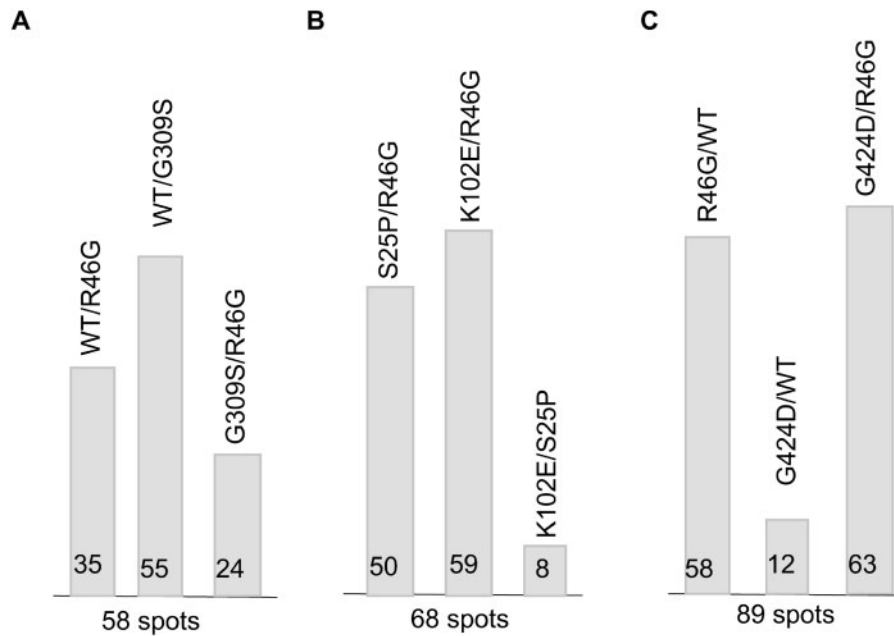 A
WT/R46G
WT/G309S
G309S/R46G
35
55
24
58 spots
B
S25P/R46G
K102E/R46G
K102E/S25P
50
59
8
68 spots
C
R46G/WT
G424D/WT
G424D/R46G
58
12
63
89 spots